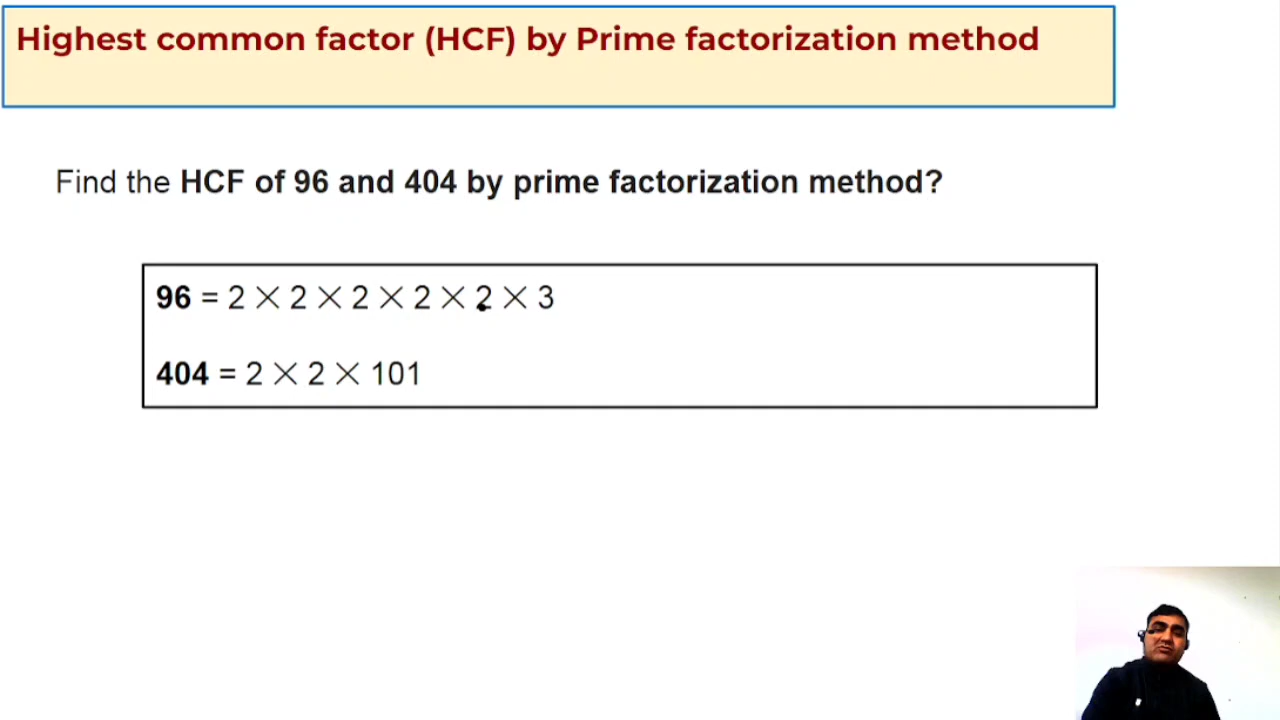 Highest common factor (HCF) by Prime factorization method
Find the HCF of 96 and 404 by prime factorization method?
96 = 2 × 2 × 2 × 2 × 2 × 3
404 = 2 × 2 × 101